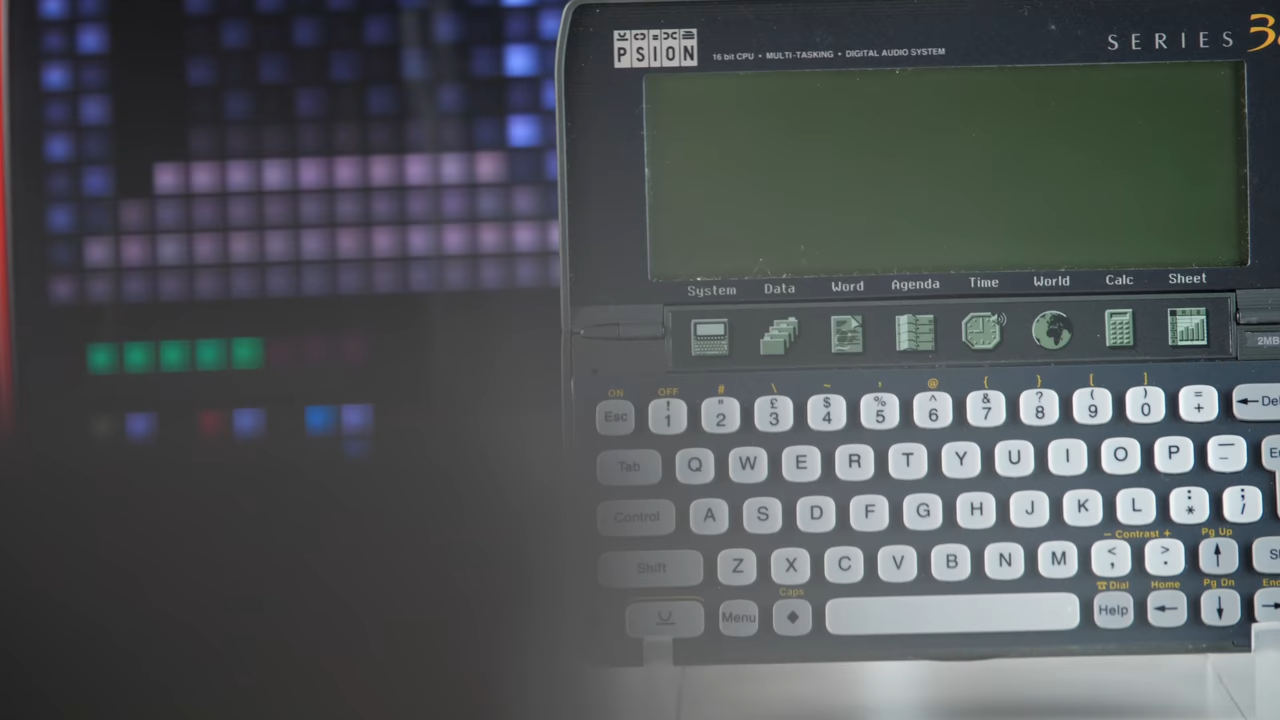 PSION 16 bit CPU • MULTI-TASKING • DIGITAL AUDIO SYSTEM SERIES 3a
System Data Word Agenda Time World Calc Sheet
2MB
ON OFF # \ ~ ' @ { } [ ]
Esc ! 1 " 2 £ 3 $ 4 % 5 ^ 6 & 7 ? 8 ( 9 ) 0 = + ← Del
Tab Q W E R T Y U I O P _ -
Control A S D F G H J K L : * ; /
− Contrast + Pg Up
Shift Z X C V B N M < , > . ↑
Caps Dial Home Pg Dn
Menu ◆ Help ← ↓ →